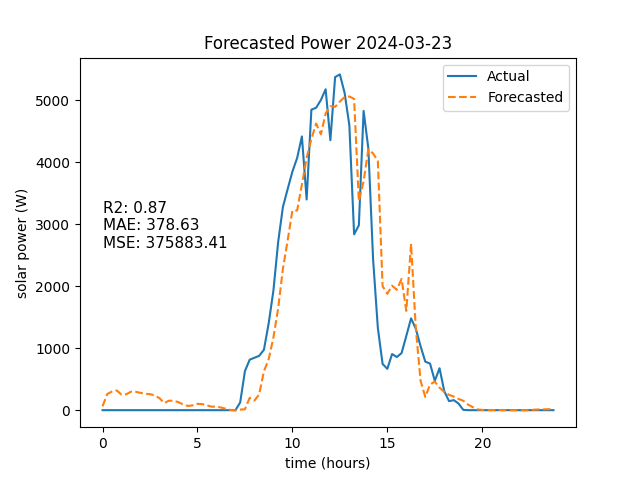 Forecasted Power 2024-03-23
Actual
Forecasted
R2: 0.87
MAE: 378.63
MSE: 375883.41
solar power (W)
5000
4000
3000
2000
1000
0
0 5 10 15 20
time (hours)